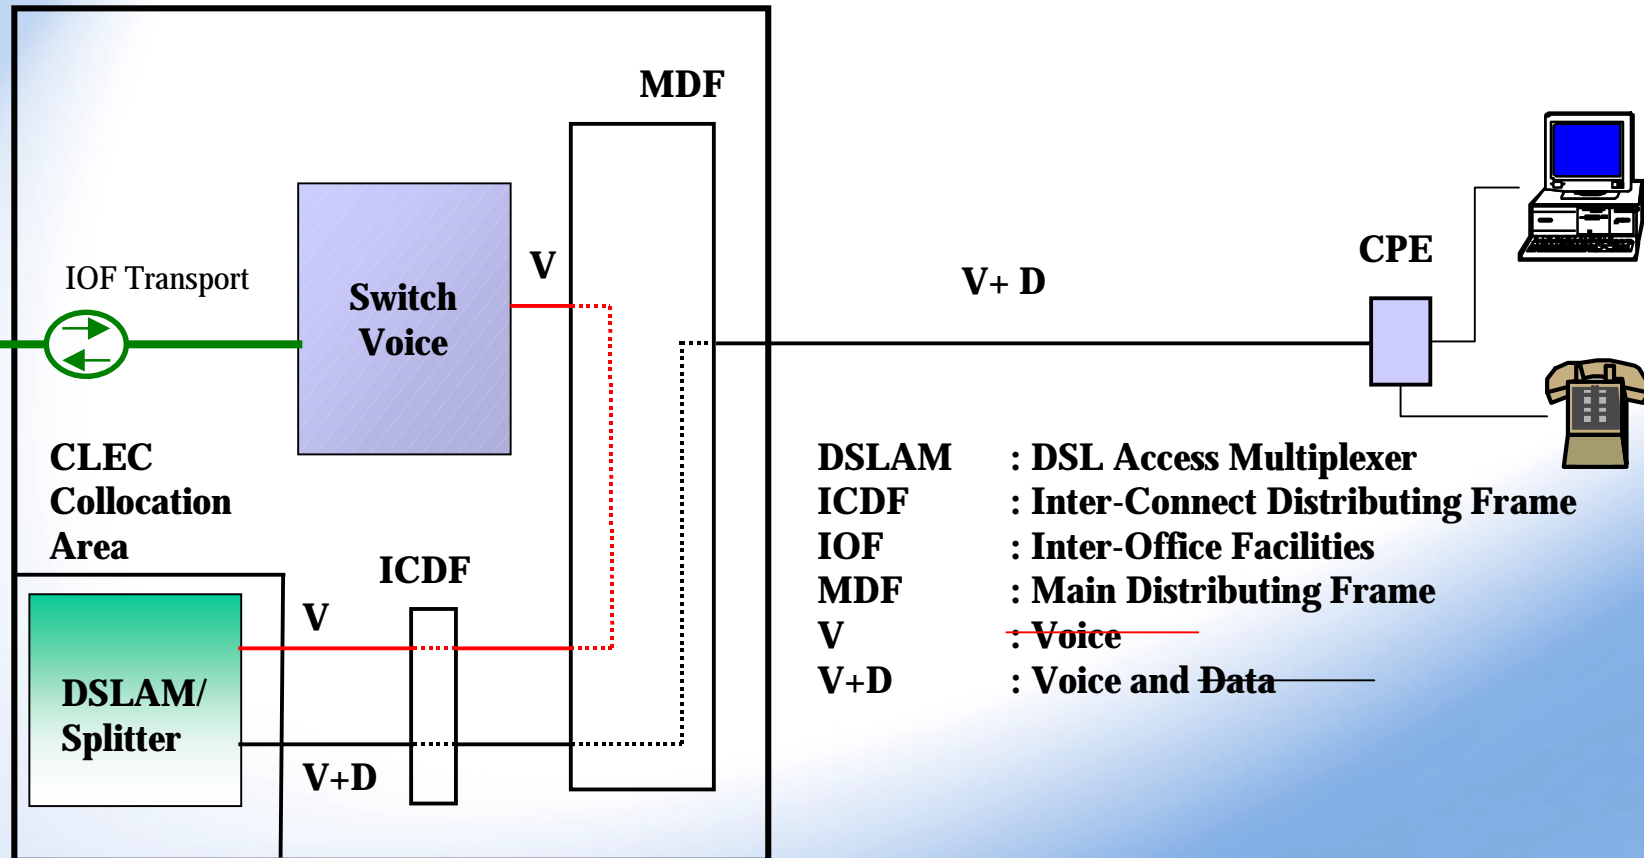 MDF
IOF Transport
V
Switch
Voice
V+ D
CPE
CLEC
Collocation
Area
ICDF
V
DSLAM/
Splitter
V+D
DSLAM : DSL Access Multiplexer
ICDF : Inter-Connect Distributing Frame
IOF : Inter-Office Facilities
MDF : Main Distributing Frame
V : Voice
V+D : Voice and Data